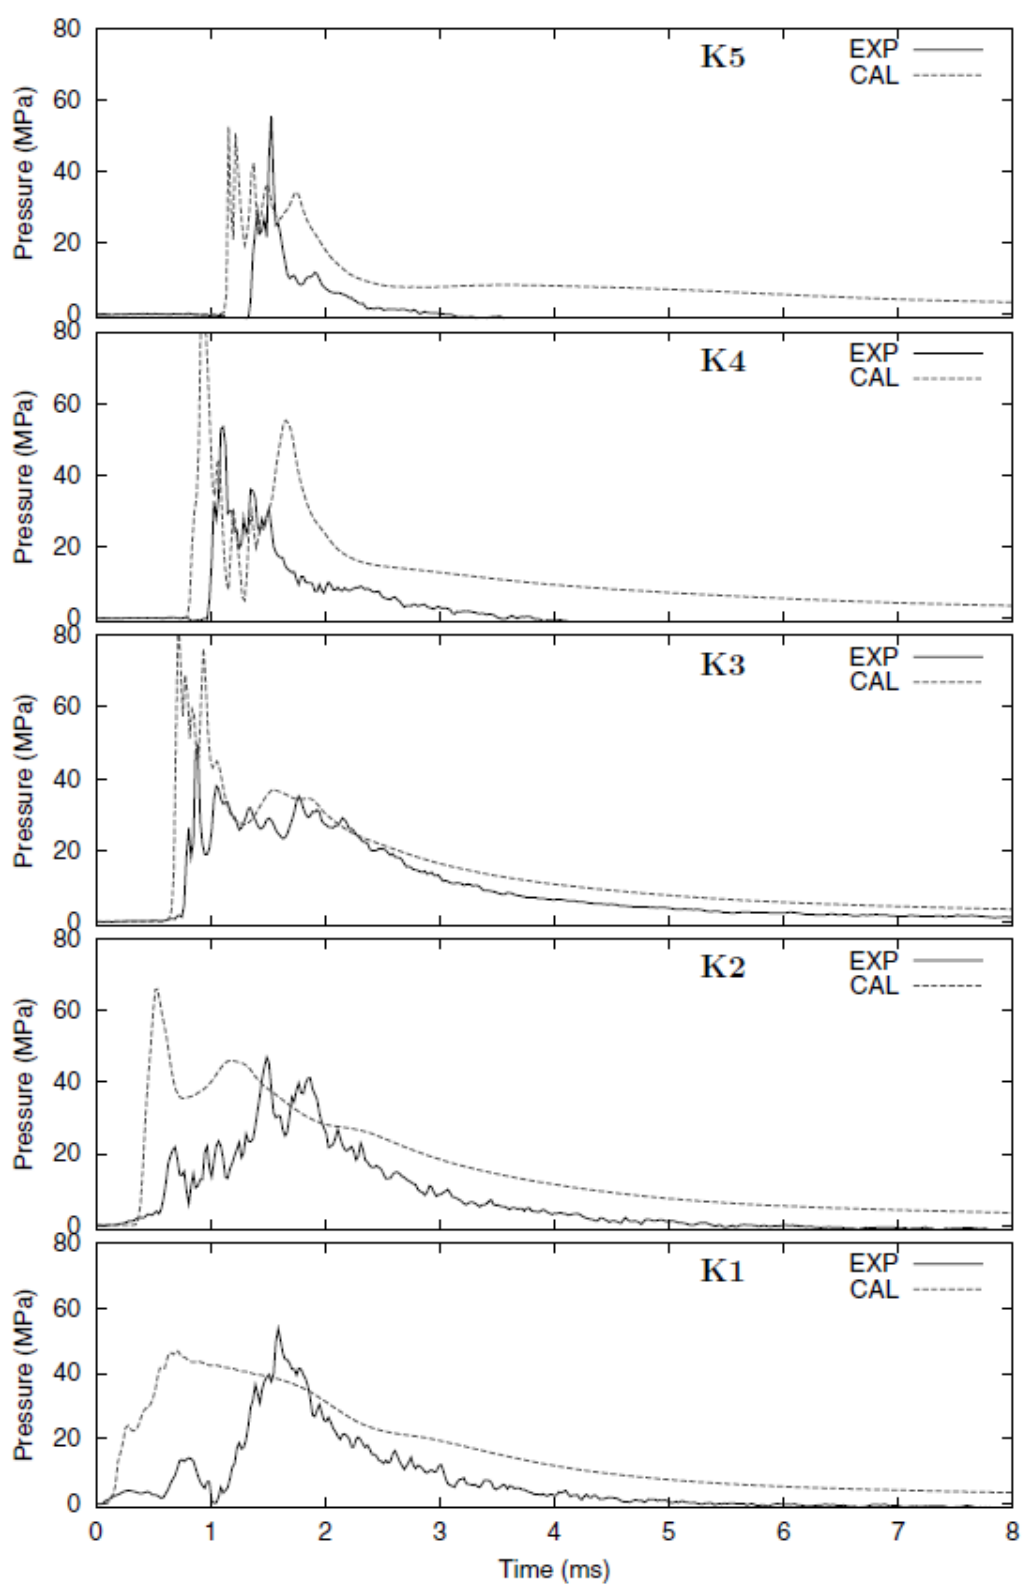 80
60
40
20
0
Pressure (MPa)
K5
EXP
CAL
80
60
40
20
0
Pressure (MPa)
K4
EXP
CAL
80
60
40
20
0
Pressure (MPa)
K3
EXP
CAL
80
60
40
20
0
Pressure (MPa)
K2
EXP
CAL
80
60
40
20
0
Pressure (MPa)
K1
EXP
CAL
0 1 2 3 4 5 6 7 8
Time (ms)